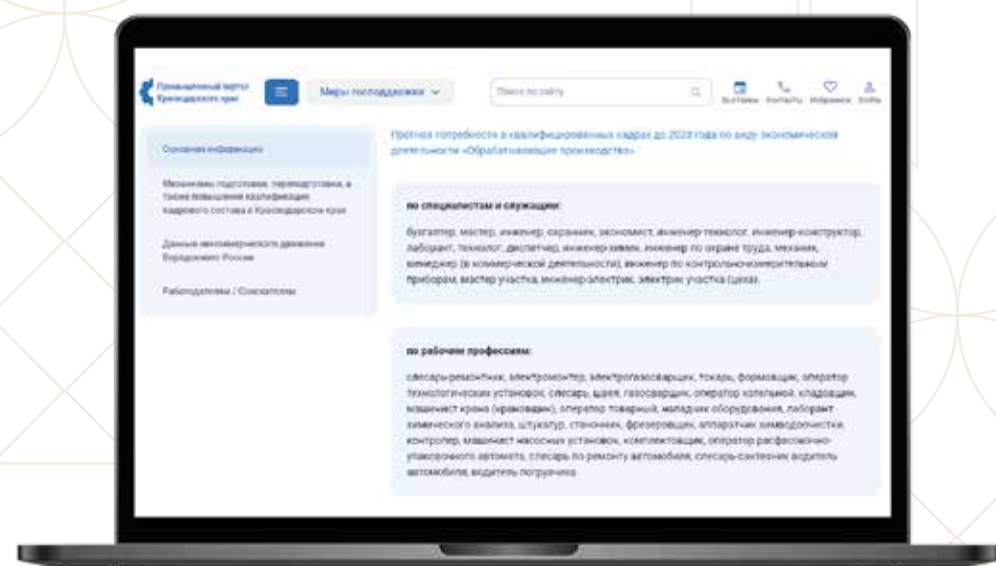 Промышленный портал
Краснодарского края
Меры господдержки
Поиск по сайту
Выставки Контакты Избранное Войти
Основная информация
Механизмы подготовки, переподготовки, а
также повышения квалификации
кадрового состава в Краснодарском крае
Данные некоммерческого движения
Ворлдскиллс Россия
Работодателям / Соискателям
Прогноз потребности в квалифицированных кадрах до 2028 года по виду экономической
деятельности «Обрабатывающие производства»
по специалистам и служащим:
бухгалтер, мастер, инженер, охранник, экономист, инженер-технолог, инженер-конструктор,
лаборант, технолог, диспетчер, инженер-химик, инженер по охране труда, механик,
менеджер (в коммерческой деятельности), инженер по контрольно-измерительным
приборам, мастер участка, инженер-электрик, электрик участка (цеха).
по рабочим профессиям:
слесарь-ремонтник, электромонтер, электрогазосварщик, токарь, формовщик, оператор
технологических установок, слесарь, швея, газосварщик, оператор котельной, кладовщик,
машинист крана (крановщик), оператор товарный, наладчик оборудования, лаборант
химического анализа, штукатур, станочник, фрезеровщик, аппаратчик химводоочистки,
контролер, машинист насосных установок, комплектовщик, оператор расфасовочно-
упаковочного автомата, слесарь по ремонту автомобиля, слесарь-сантехник водитель
автомобиля, водитель погрузчика